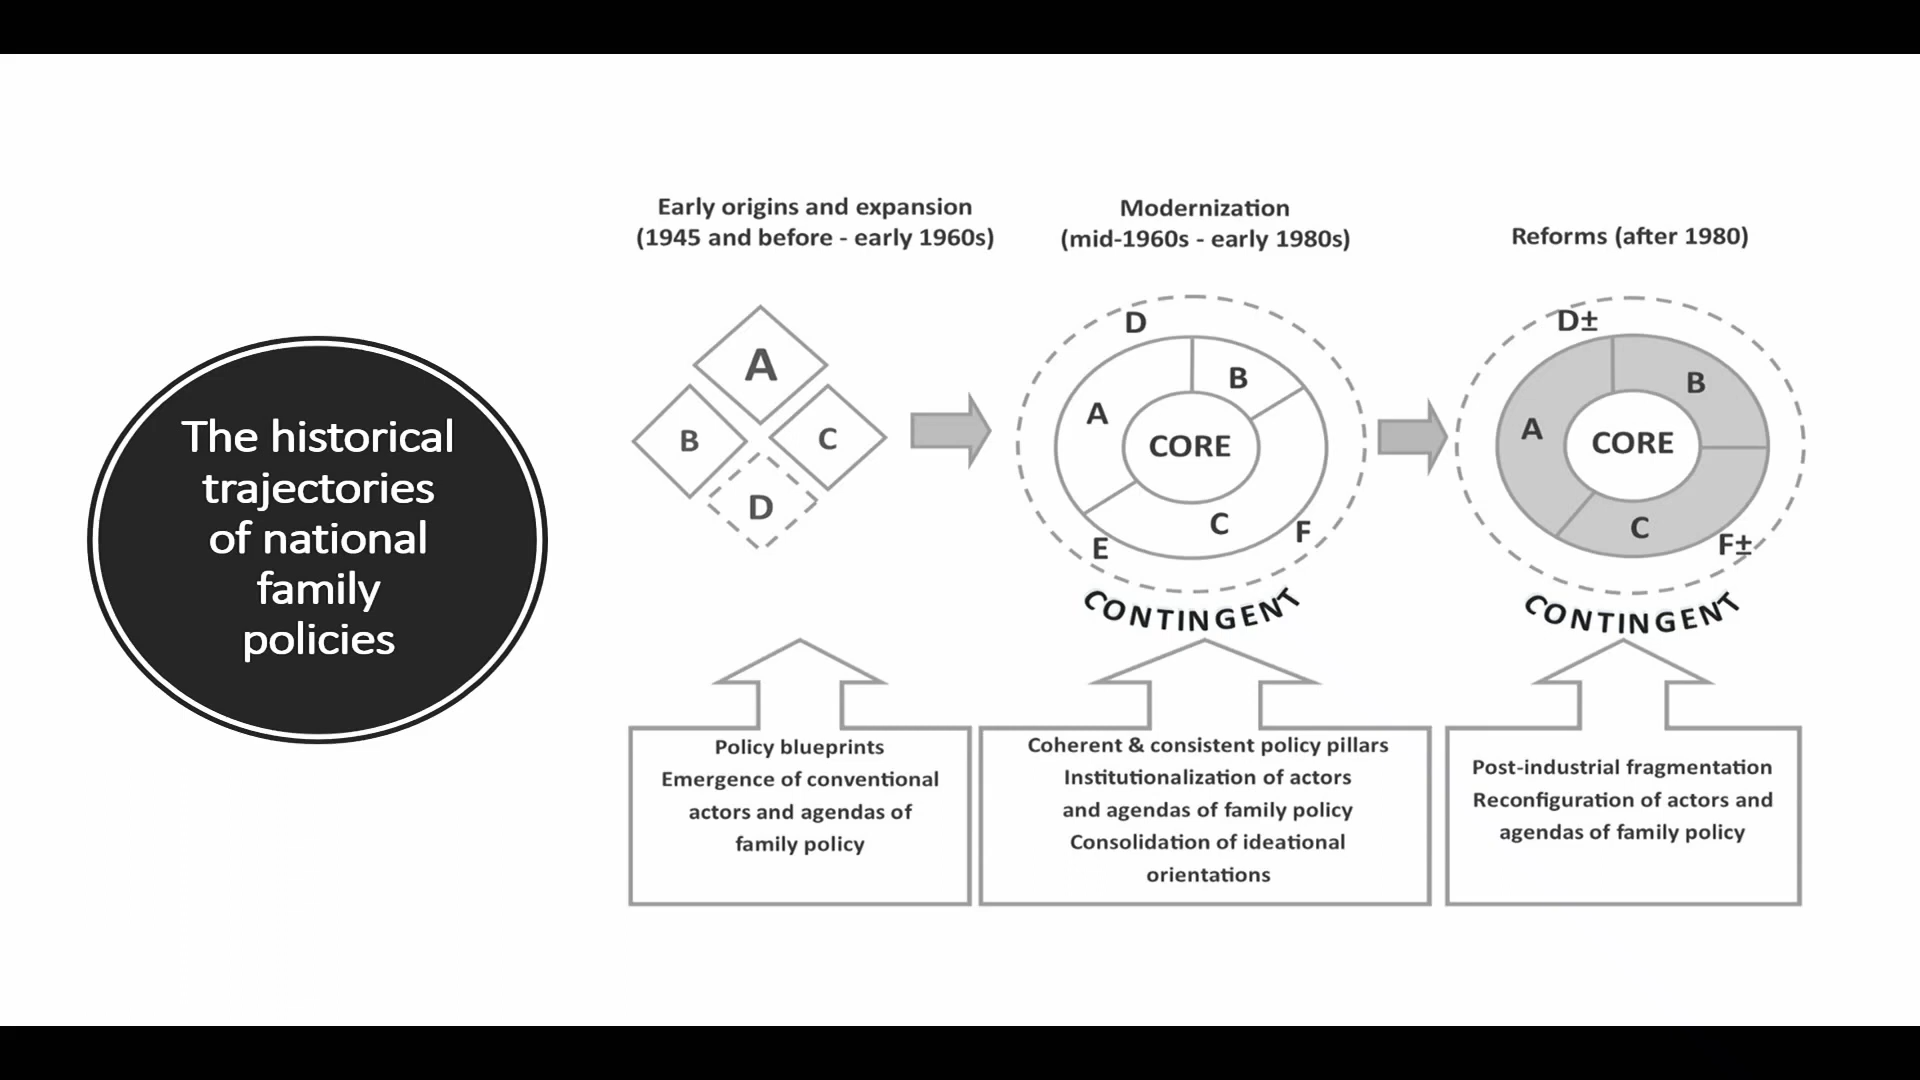 The historical
trajectories
of national
family
policies
Early origins and expansion
(1945 and before - early 1960s)
A
B
C
D
Policy blueprints
Emergence of conventional
actors and agendas of
family policy
Modernization
(mid-1960s - early 1980s)
D
B
A
CORE
C
F
E
CONTINGENT
Coherent & consistent policy pillars
Institutionalization of actors
and agendas of family policy
Consolidation of ideational
orientations
Reforms (after 1980)
D±
B
A
CORE
C
F±
CONTINGENT
Post-industrial fragmentation
Reconfiguration of actors and
agendas of family policy